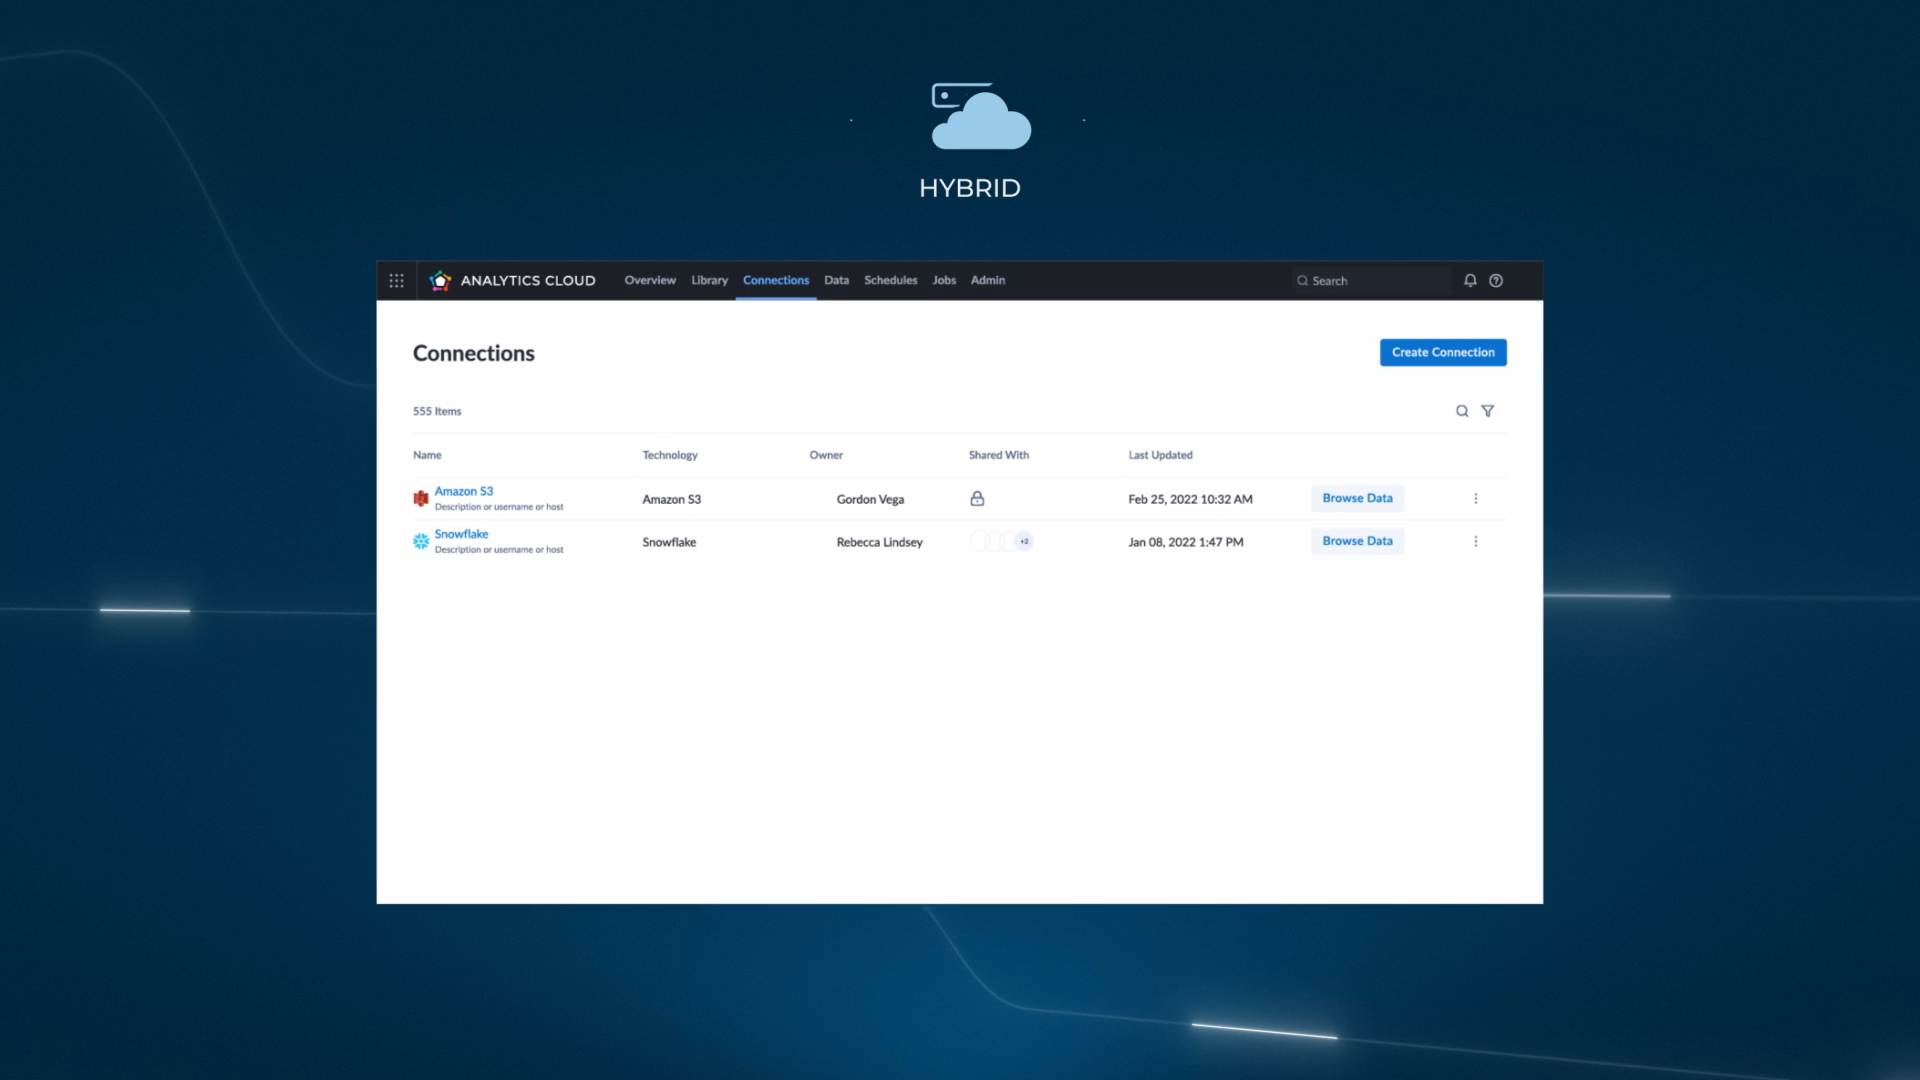 HYBRID
ANALYTICS CLOUD Overview Library Connections Data Schedules Jobs Admin Search
Connections Create Connection
555 Items
Name Technology Owner Shared With Last Updated
Amazon S3
Description or username or host
Amazon S3 Gordon Vega Feb 25, 2022 10:32 AM Browse Data
Snowflake
Description or username or host
Snowflake Rebecca Lindsey +2 Jan 08, 2022 1:47 PM Browse Data